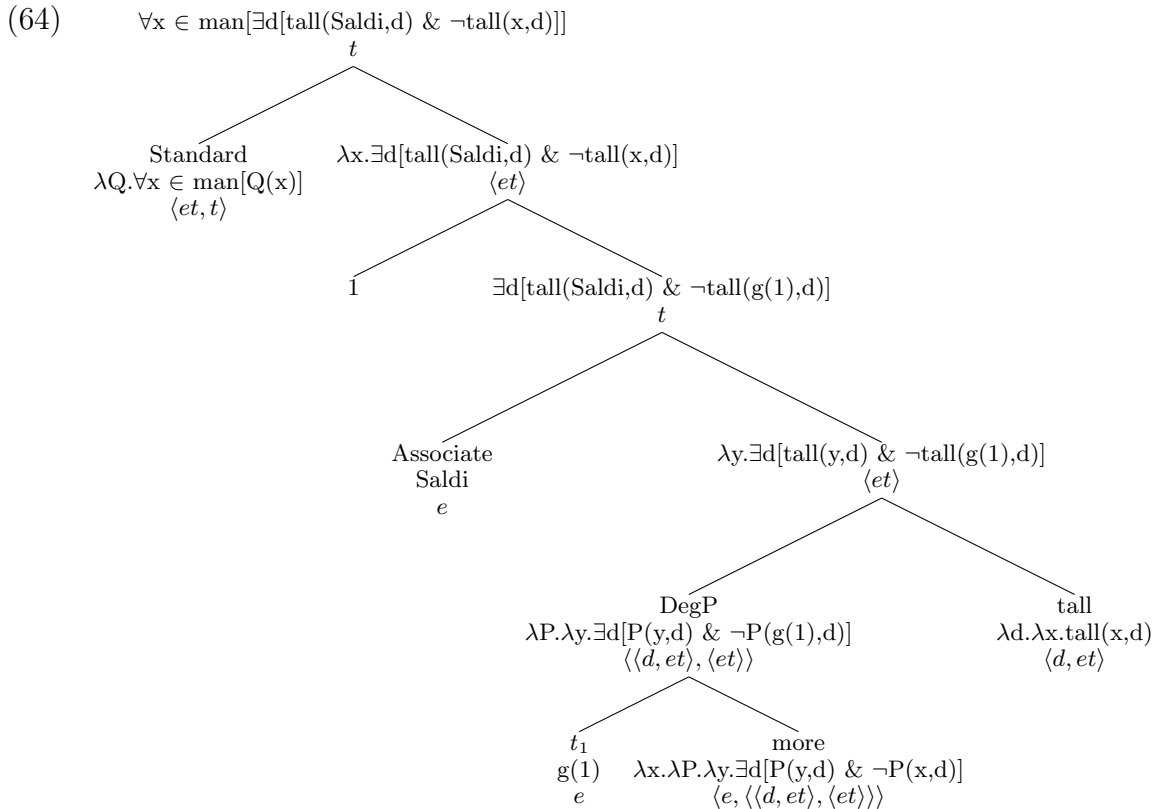 (64) ∀x ∈ man[∃d[tall(Saldi,d) & ¬tall(x,d)]]
t
Standard λx.∃d[tall(Saldi,d) & ¬tall(x,d)]
λQ.∀x ∈ man[Q(x)] ⟨et⟩
⟨et, t⟩
1 ∃d[tall(Saldi,d) & ¬tall(g(1),d)]
t
Associate λy.∃d[tall(y,d) & ¬tall(g(1),d)]
Saldi ⟨et⟩
e
DegP tall
λP.λy.∃d[P(y,d) & ¬P(g(1),d)] λd.λx.tall(x,d)
⟨⟨d, et⟩, ⟨et⟩⟩ ⟨d, et⟩
t₁ more
g(1) λx.λP.λy.∃d[P(y,d) & ¬P(x,d)]
e ⟨e, ⟨⟨d, et⟩, ⟨et⟩⟩⟩